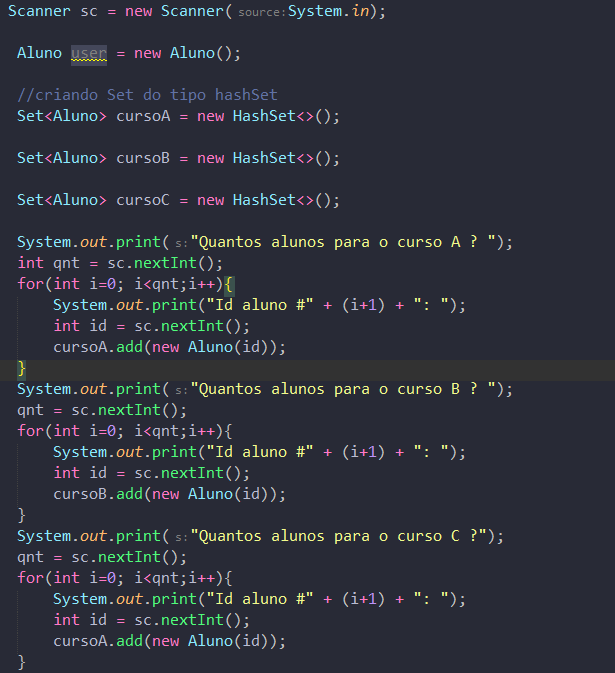 Scanner sc = new Scanner( source: System.in);
Aluno user = new Aluno();
//criando Set do tipo hashSet
Set<Aluno> cursoA = new HashSet<>();
Set<Aluno> cursoB = new HashSet<>();
Set<Aluno> cursoC = new HashSet<>();
System.out.print( s: "Quantos alunos para o curso A ? ");
int qnt = sc.nextInt();
for(int i=0; i<qnt;i++){
System.out.print("Id aluno #" + (i+1) + ": ");
int id = sc.nextInt();
cursoA.add(new Aluno(id));
}
System.out.print( s: "Quantos alunos para o curso B ? ");
qnt = sc.nextInt();
for(int i=0; i<qnt;i++){
System.out.print("Id aluno #" + (i+1) + ": ");
int id = sc.nextInt();
cursoB.add(new Aluno(id));
}
System.out.print( s: "Quantos alunos para o curso C ?");
qnt = sc.nextInt();
for(int i=0; i<qnt;i++){
System.out.print("Id aluno #" + (i+1) + ": ");
int id = sc.nextInt();
cursoA.add(new Aluno(id));
}